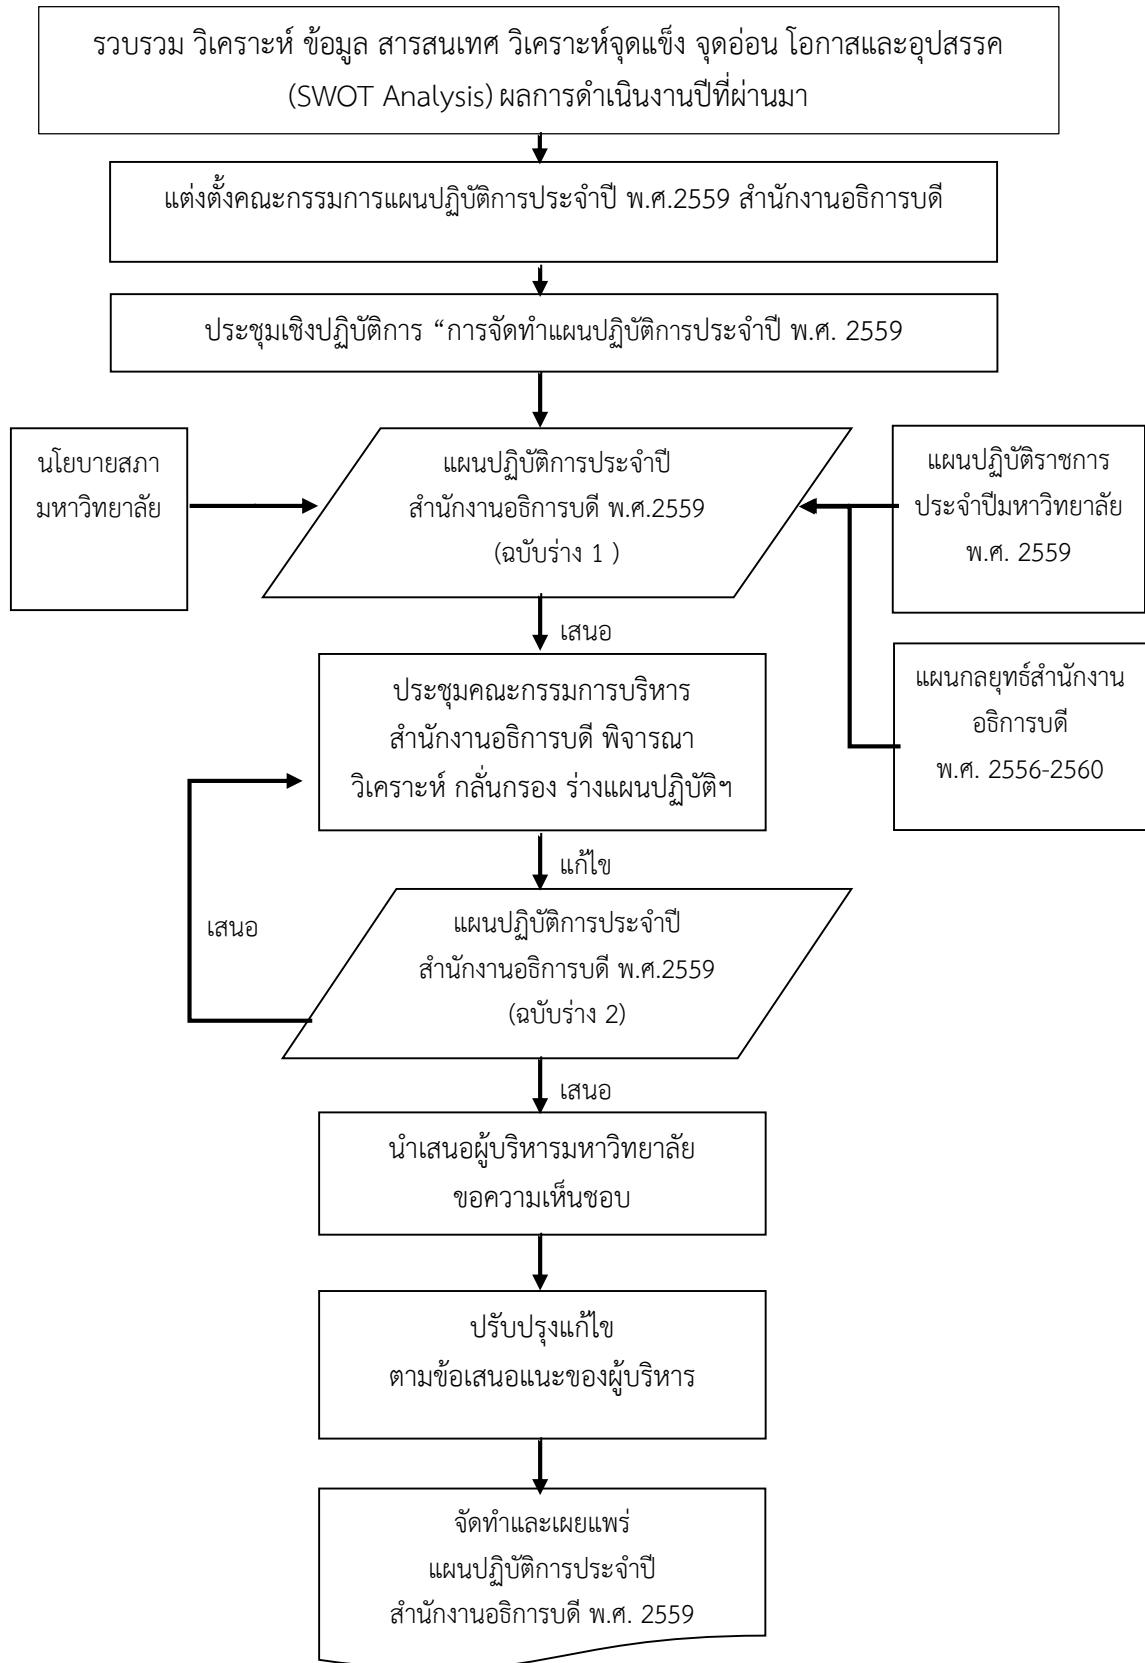 รวบรวม วิเคราะห์ ข้อมูล สารสนเทศ วิเคราะห์จุดแข็ง จุดอ่อน โอกาสและอุปสรรค
(SWOT Analysis) ผลการดำเนินงานปีที่ผ่านมา
แต่งตั้งคณะกรรมการแผนปฏิบัติการประจำปี พ.ศ.2559 สำนักงานอธิการบดี
ประชุมเชิงปฏิบัติการ “การจัดทำแผนปฏิบัติการประจำปี พ.ศ. 2559
นโยบายสภา
มหาวิทยาลัย
แผนปฏิบัติการประจำปี
สำนักงานอธิการบดี พ.ศ.2559
(ฉบับร่าง 1 )
แผนปฏิบัติราชการ
ประจำปีมหาวิทยาลัย
พ.ศ. 2559
เสนอ
แผนกลยุทธ์สำนักงาน
อธิการบดี
พ.ศ. 2556-2560
ประชุมคณะกรรมการบริหาร
สำนักงานอธิการบดี พิจารณา
วิเคราะห์ กลั่นกรอง ร่างแผนปฏิบัติฯ
แก้ไข
เสนอ
แผนปฏิบัติการประจำปี
สำนักงานอธิการบดี พ.ศ.2559
(ฉบับร่าง 2)
เสนอ
นำเสนอผู้บริหารมหาวิทยาลัย
ขอความเห็นชอบ
ปรับปรุงแก้ไข
ตามข้อเสนอแนะของผู้บริหาร
จัดทำและเผยแพร่
แผนปฏิบัติการประจำปี
สำนักงานอธิการบดี พ.ศ. 2559